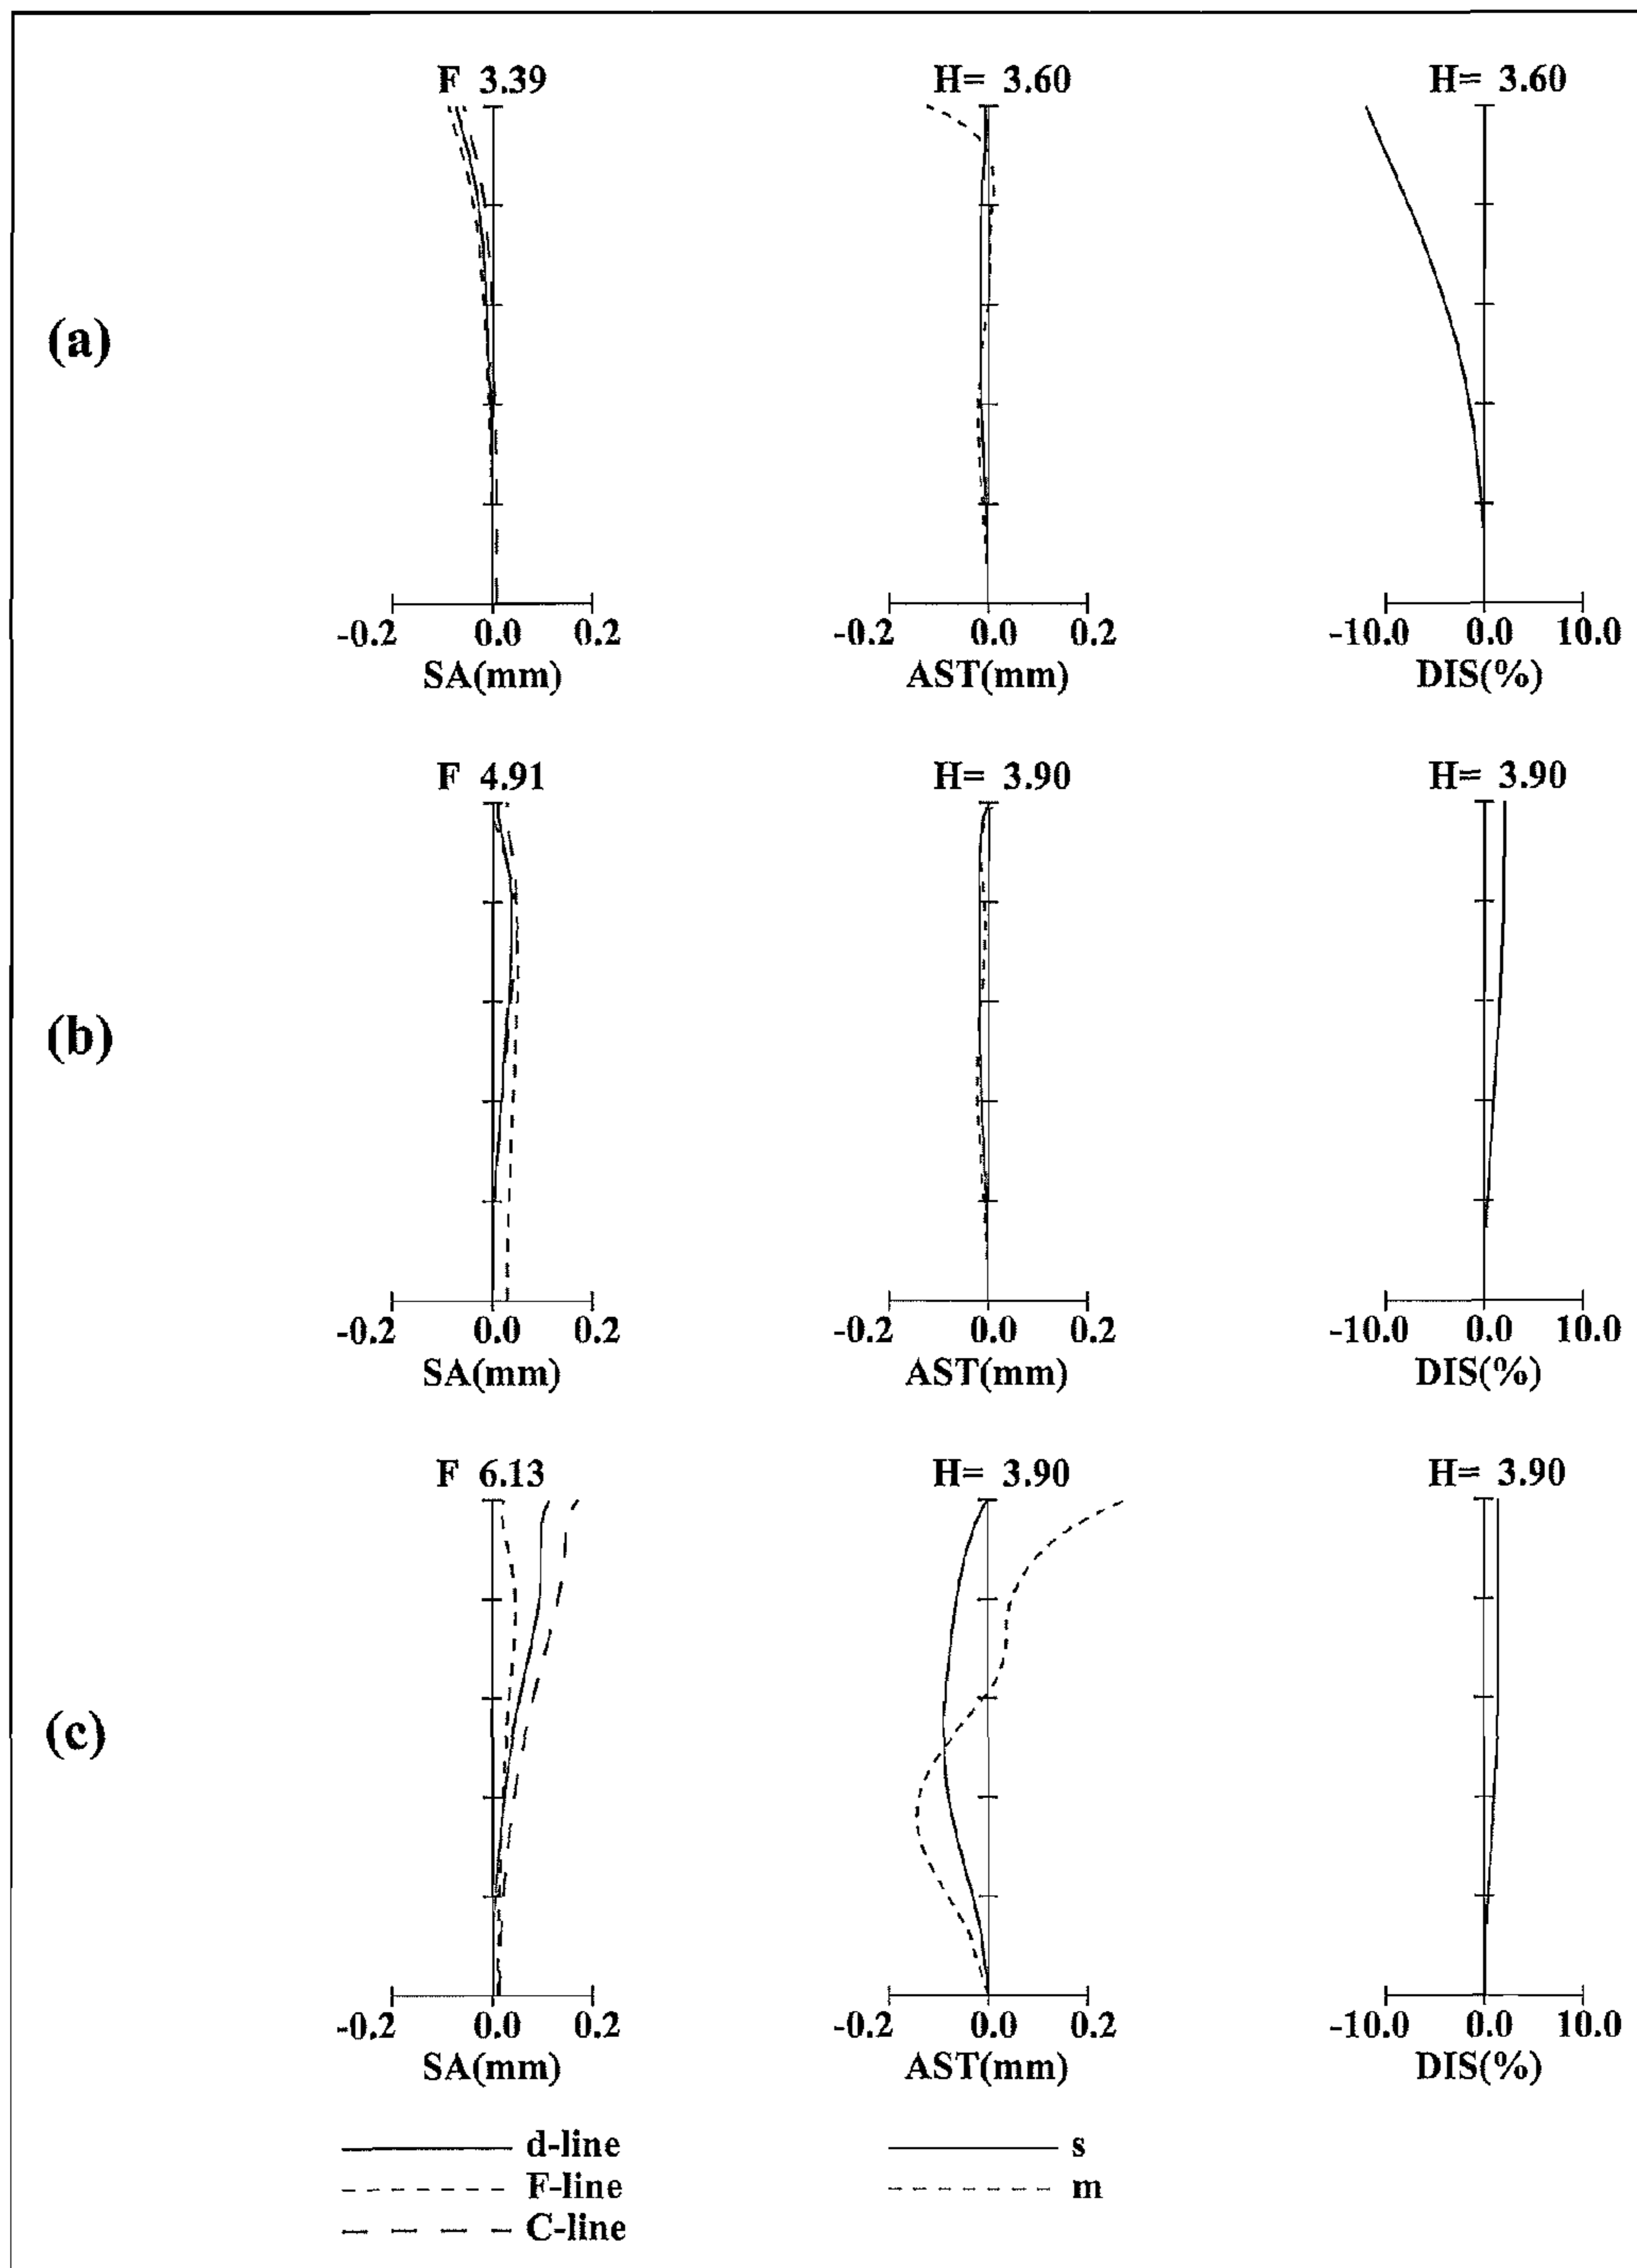 F 3.39 H= 3.60 H= 3.60
(a)
-0.2 0.0 0.2 -0.2 0.0 0.2 -10.0 0.0 10.0
SA(mm) AST(mm) DIS(%)
F 4.91 H= 3.90 H= 3.90
(b)
-0.2 0.0 0.2 -0.2 0.0 0.2 -10.0 0.0 10.0
SA(mm) AST(mm) DIS(%)
F 6.13 H= 3.90 H= 3.90
(c)
-0.2 0.0 0.2 -0.2 0.0 0.2 -10.0 0.0 10.0
SA(mm) AST(mm) DIS(%)
d-line s
F-line m
C-line